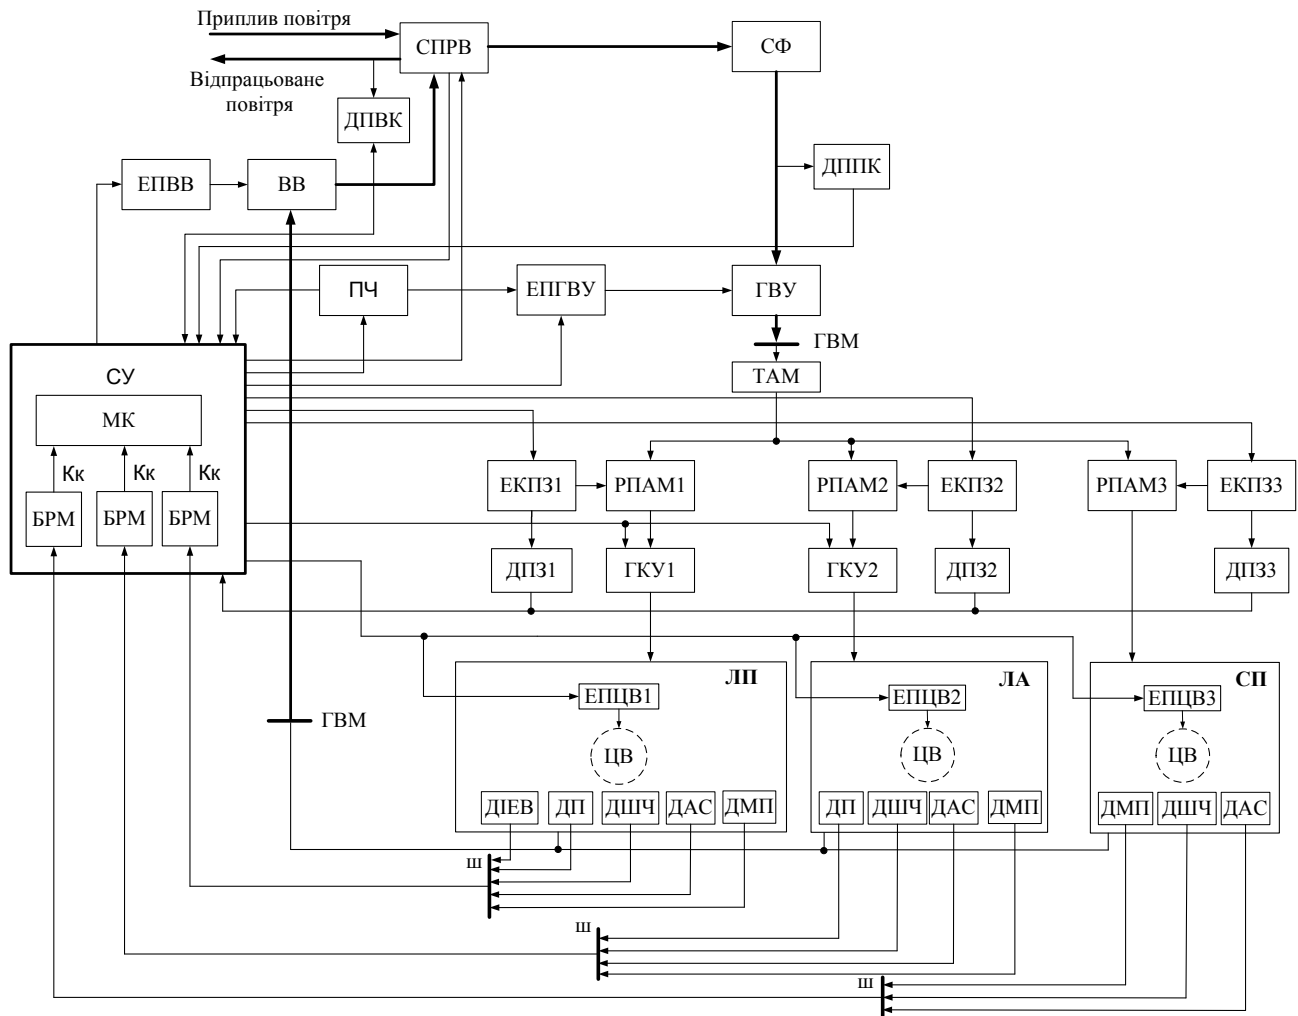 Приплив повітря
СПРВ
СФ
Відпрацьоване
повітря
ДПВК
ДППК
ЕПВВ
ВВ
ПЧ
ЕПГВУ
ГВУ
ГВМ
ТАМ
СУ
МК
Кк
Кк
Кк
БРМ
БРМ
БРМ
ЕКПЗ1
РПАМ1
РПАМ2
ЕКПЗ2
РПАМ3
ЕКПЗ3
ДПЗ1
ГКУ1
ГКУ2
ДПЗ2
ДПЗ3
ЛП
ЛА
СП
ЕПЦВ1
ЕПЦВ2
ЕПЦВ3
ГВМ
ЦВ
ЦВ
ЦВ
ДІЕВ
ДП
ДШЧ
ДАС
ДМП
ДП
ДШЧ
ДАС
ДМП
ДМП
ДШЧ
ДАС
Ш
Ш
Ш